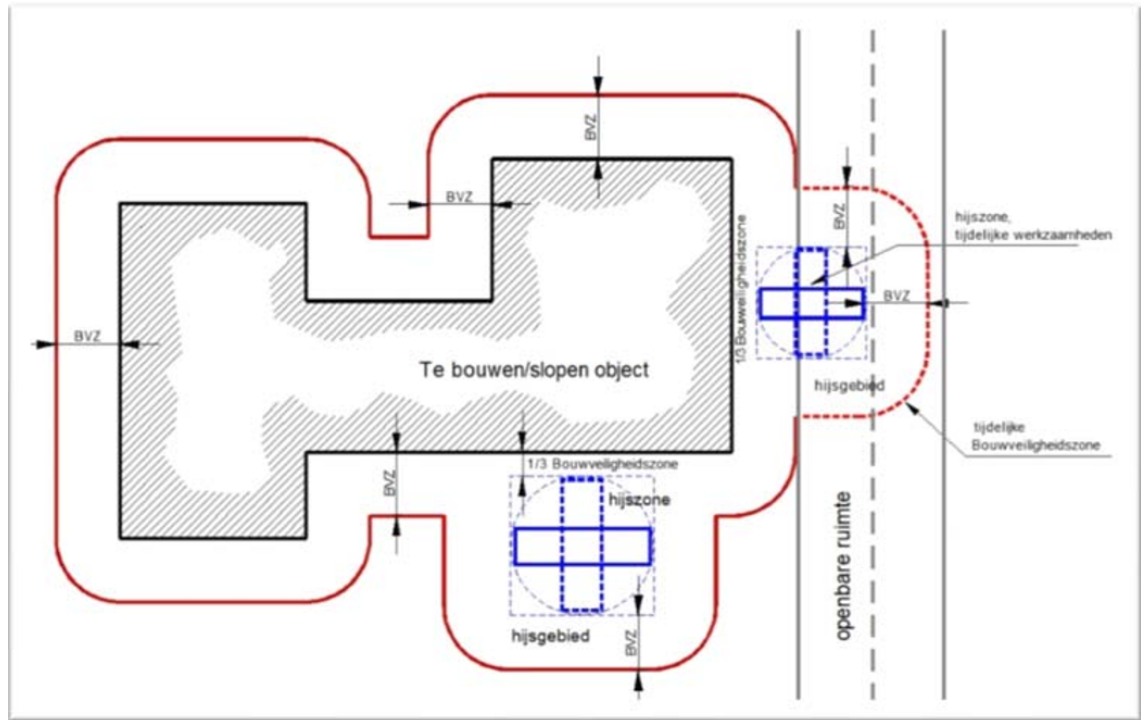 BVZ
BVZ
BVZ
hijszone,
tijdelijke werkzaamheden
BVZ
1/3 Bouwveiligheidszone
BVZ
BVZ
Te bouwen/slopen object
hijsgebied
tijdelijke
Bouwveiligheidszone
1/3 Bouwveiligheidszone
BVZ
hijszone
openbare ruimte
hijsgebied
BVZ